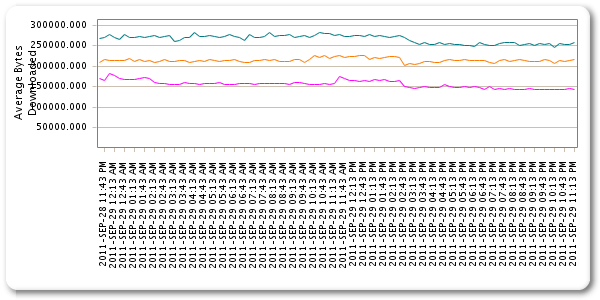 300000.000
250000.000
200000.000
150000.000
100000.000
50000.000
Average Bytes
Downloaded
2011-SEP-28 11:43 PM
2011-SEP-29 12:13 AM
2011-SEP-29 12:43 AM
2011-SEP-29 01:13 AM
2011-SEP-29 01:43 AM
2011-SEP-29 02:13 AM
2011-SEP-29 02:43 AM
2011-SEP-29 03:13 AM
2011-SEP-29 03:43 AM
2011-SEP-29 04:13 AM
2011-SEP-29 04:43 AM
2011-SEP-29 05:13 AM
2011-SEP-29 05:43 AM
2011-SEP-29 06:13 AM
2011-SEP-29 06:43 AM
2011-SEP-29 07:13 AM
2011-SEP-29 07:43 AM
2011-SEP-29 08:13 AM
2011-SEP-29 08:43 AM
2011-SEP-29 09:13 AM
2011-SEP-29 09:43 AM
2011-SEP-29 10:13 AM
2011-SEP-29 10:43 AM
2011-SEP-29 11:13 AM
2011-SEP-29 11:43 AM
2011-SEP-29 12:13 PM
2011-SEP-29 12:43 PM
2011-SEP-29 01:13 PM
2011-SEP-29 01:43 PM
2011-SEP-29 02:13 PM
2011-SEP-29 02:43 PM
2011-SEP-29 03:13 PM
2011-SEP-29 03:43 PM
2011-SEP-29 04:13 PM
2011-SEP-29 04:43 PM
2011-SEP-29 05:13 PM
2011-SEP-29 05:43 PM
2011-SEP-29 06:13 PM
2011-SEP-29 06:43 PM
2011-SEP-29 07:13 PM
2011-SEP-29 07:43 PM
2011-SEP-29 08:13 PM
2011-SEP-29 08:43 PM
2011-SEP-29 09:13 PM
2011-SEP-29 09:43 PM
2011-SEP-29 10:13 PM
2011-SEP-29 10:43 PM
2011-SEP-29 11:13 PM